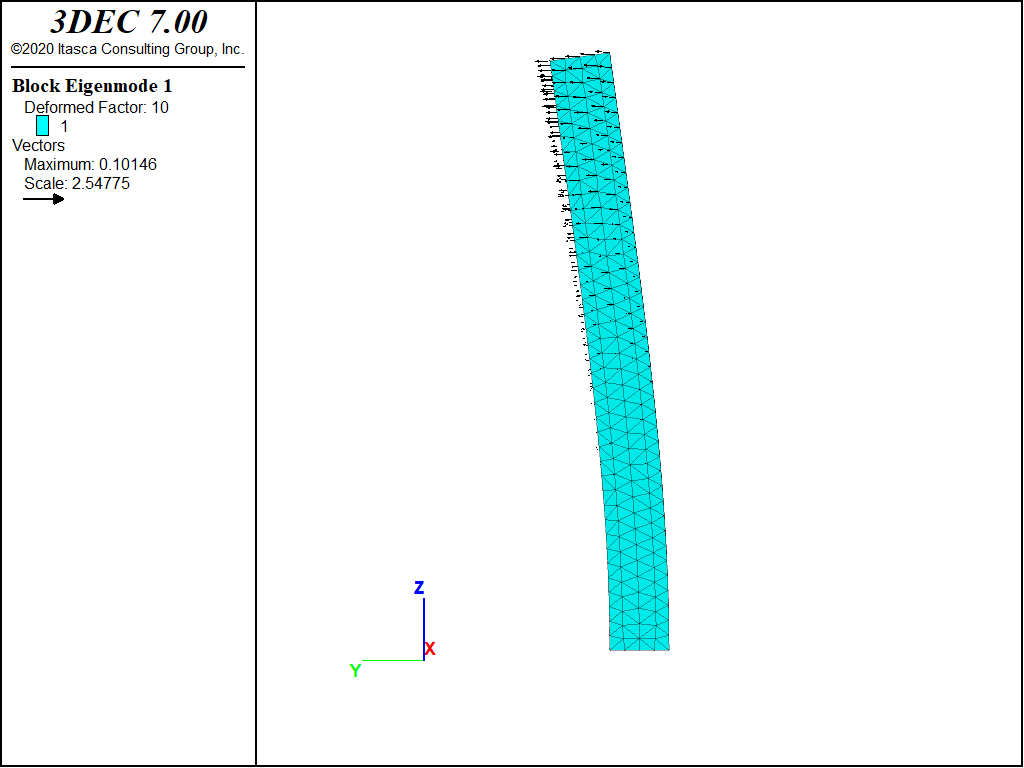 3DEC 7.00
©2020 Itasca Consulting Group, Inc.
Block Eigenmode 1
Deformed Factor: 10
1
Vectors
Maximum: 0.10146
Scale: 2.54775
Z
X
Y